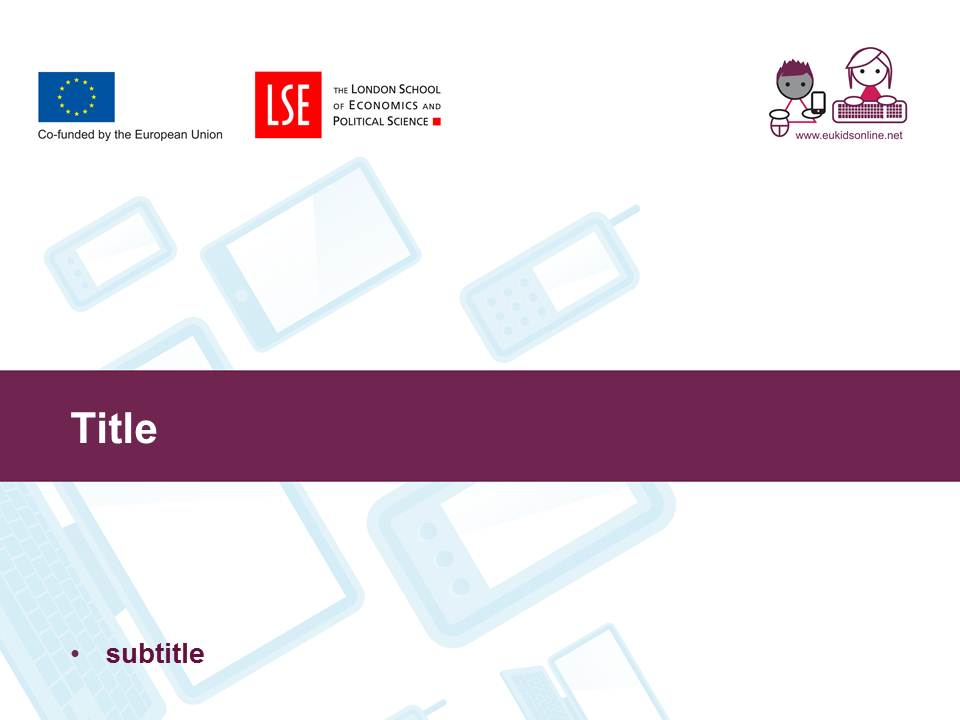 Co-funded by the European Union
LSE
THE LONDON SCHOOL
OF ECONOMICS AND
POLITICAL SCIENCE
www.eukidsonline.net
Title
• subtitle